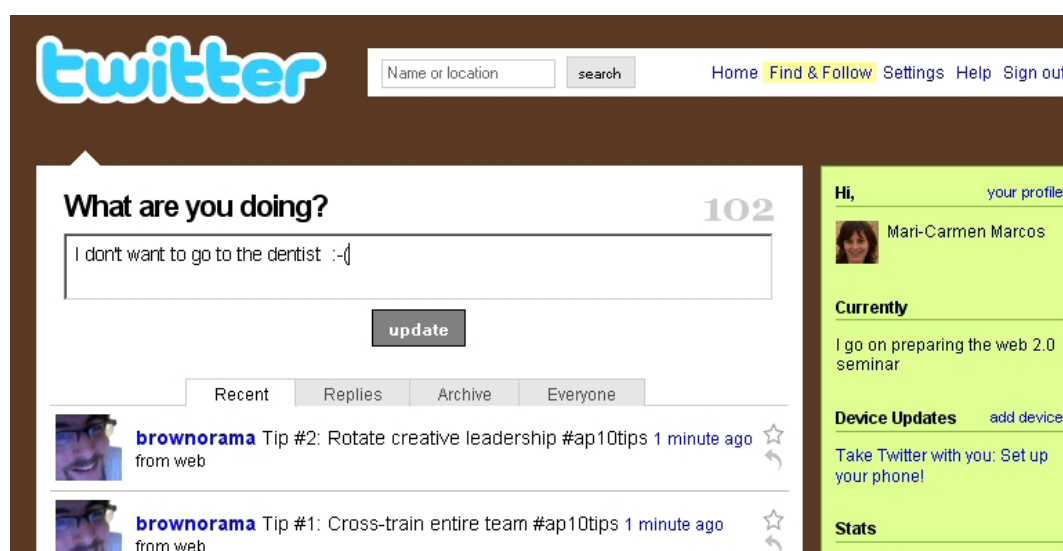 twitter
Name or location search Home Find & Follow Settings Help Sign out
What are you doing? 102
I don't want to go to the dentist :-(
update
Recent Replies Archive Everyone
brownorama Tip #2: Rotate creative leadership #ap10tips 1 minute ago
from web
brownorama Tip #1: Cross-train entire team #ap10tips 1 minute ago
from web
Hi, your profile
Mari-Carmen Marcos
Currently
I go on preparing the web 2.0
seminar
Device Updates add device
Take Twitter with you: Set up
your phone!
Stats